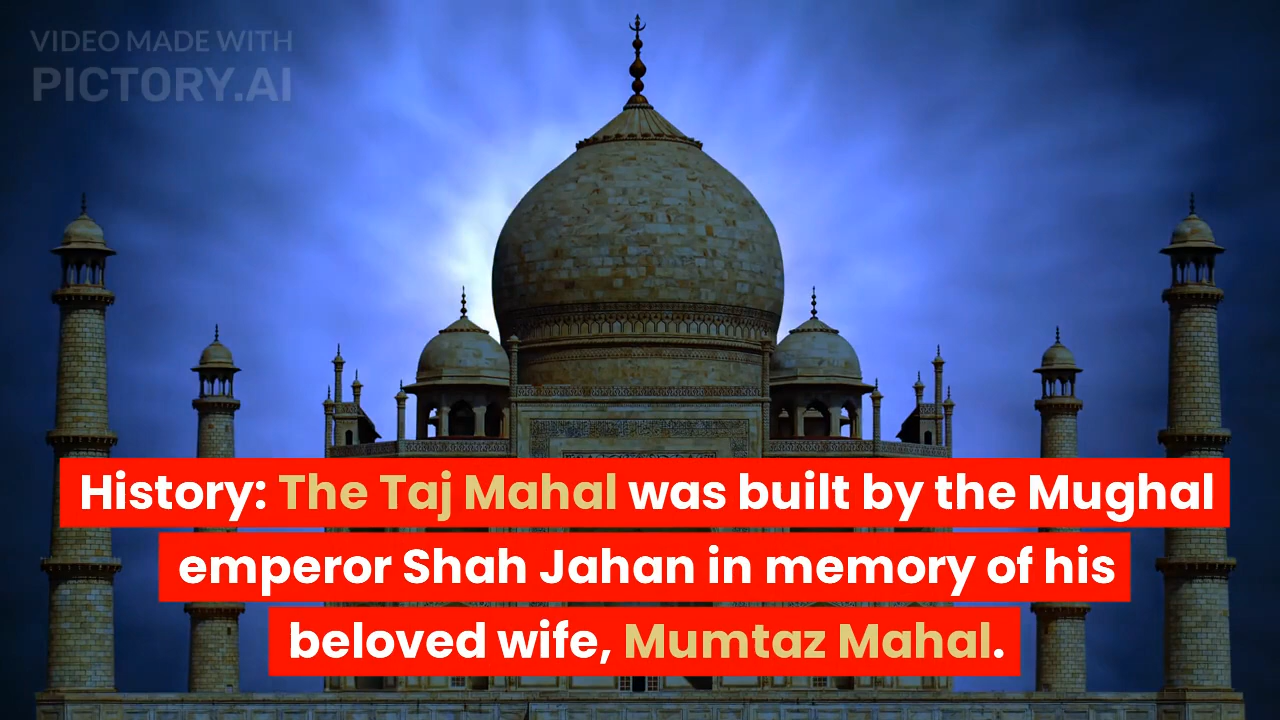 VIDEO MADE WITH
PICTORY.AI
History: The Taj Mahal was built by the Mughal
emperor Shah Jahan in memory of his
beloved wife, Mumtaz Mahal.